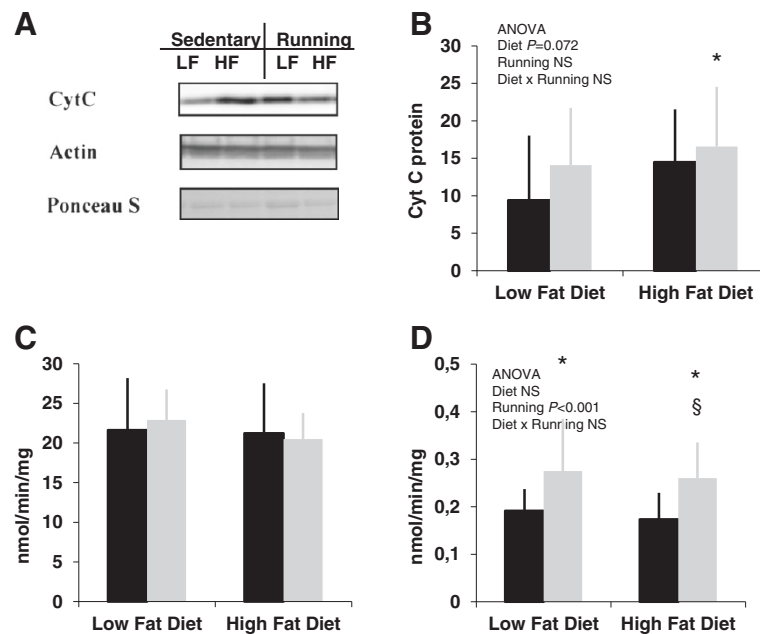 A
Sedentary Running
LF HF LF HF
CytC
Actin
Ponceau S
B
ANOVA
Diet P=0.072
Running NS
Diet x Running NS
*
30
25
20
15
10
5
0
Cyt C protein
Low Fat Diet High Fat Diet
C
30
25
20
15
10
5
0
nmol/min/mg
Low Fat Diet High Fat Diet
D
ANOVA
Diet NS
Running P<0.001
Diet x Running NS
*
*
§
0,5
0,4
0,3
0,2
0,1
0
nmol/min/mg
Low Fat Diet High Fat Diet